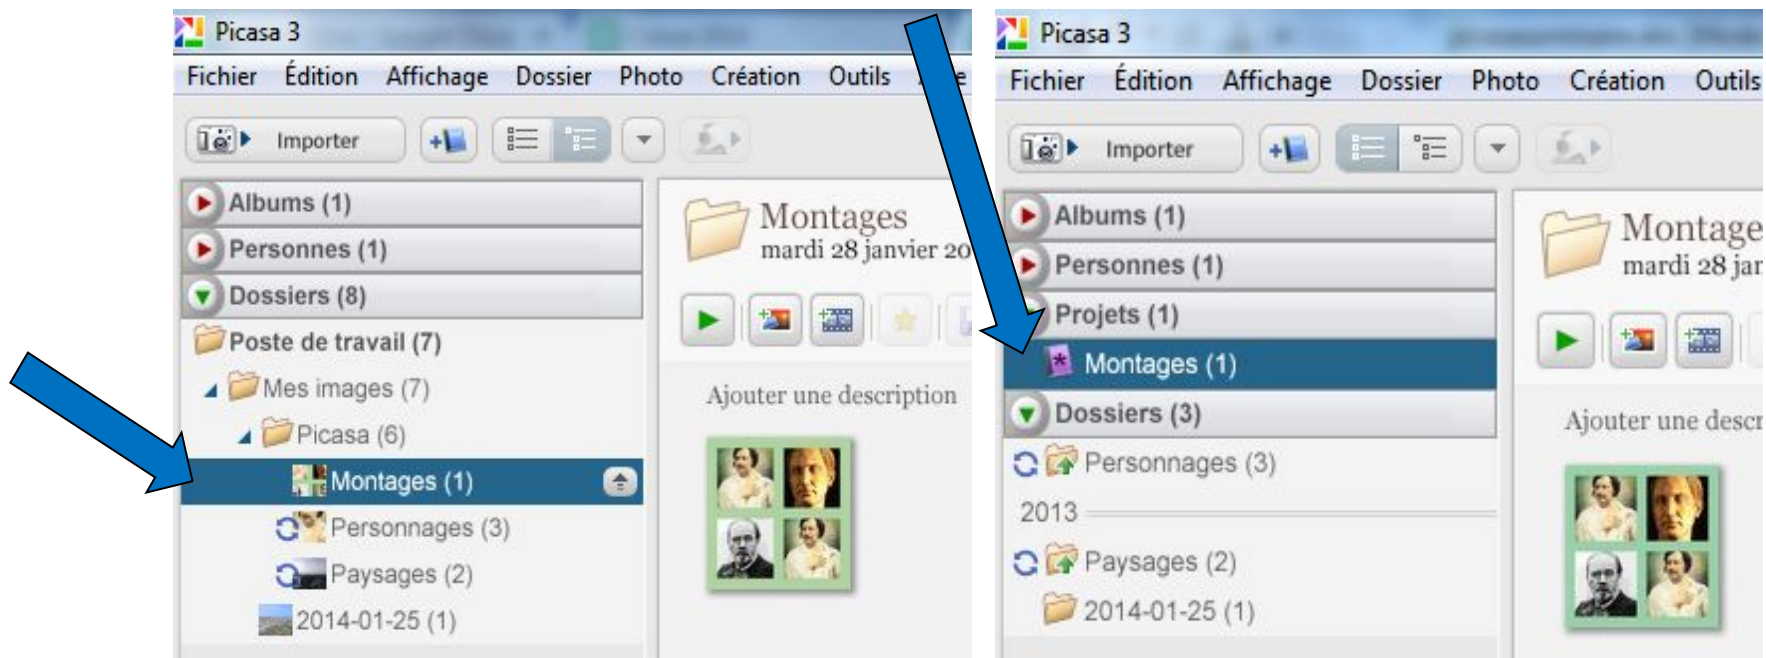 Picasa 3
Fichier Édition Affichage Dossier Photo Création Outils
Importer
Albums (1)
Personnes (1)
Dossiers (8)
Poste de travail (7)
Mes images (7)
Picasa (6)
Montages (1)
Personnages (3)
Paysages (2)
2014-01-25 (1)
Montages
mardi 28 janvier 20
Ajouter une description
Picasa 3
Fichier Édition Affichage Dossier Photo Création Outils
Importer
Albums (1)
Personnes (1)
Projets (1)
Montages (1)
Dossiers (3)
Personnages (3)
2013
Paysages (2)
2014-01-25 (1)
Montage
mardi 28 jan
Ajouter une descr